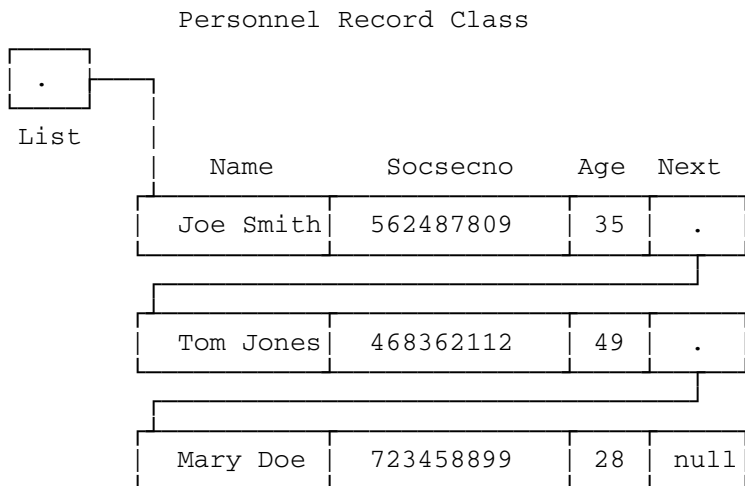 Personnel Record Class
.
List
Name Socsecno Age Next
Joe Smith 562487809 35 .
Tom Jones 468362112 49 .
Mary Doe 723458899 28 null